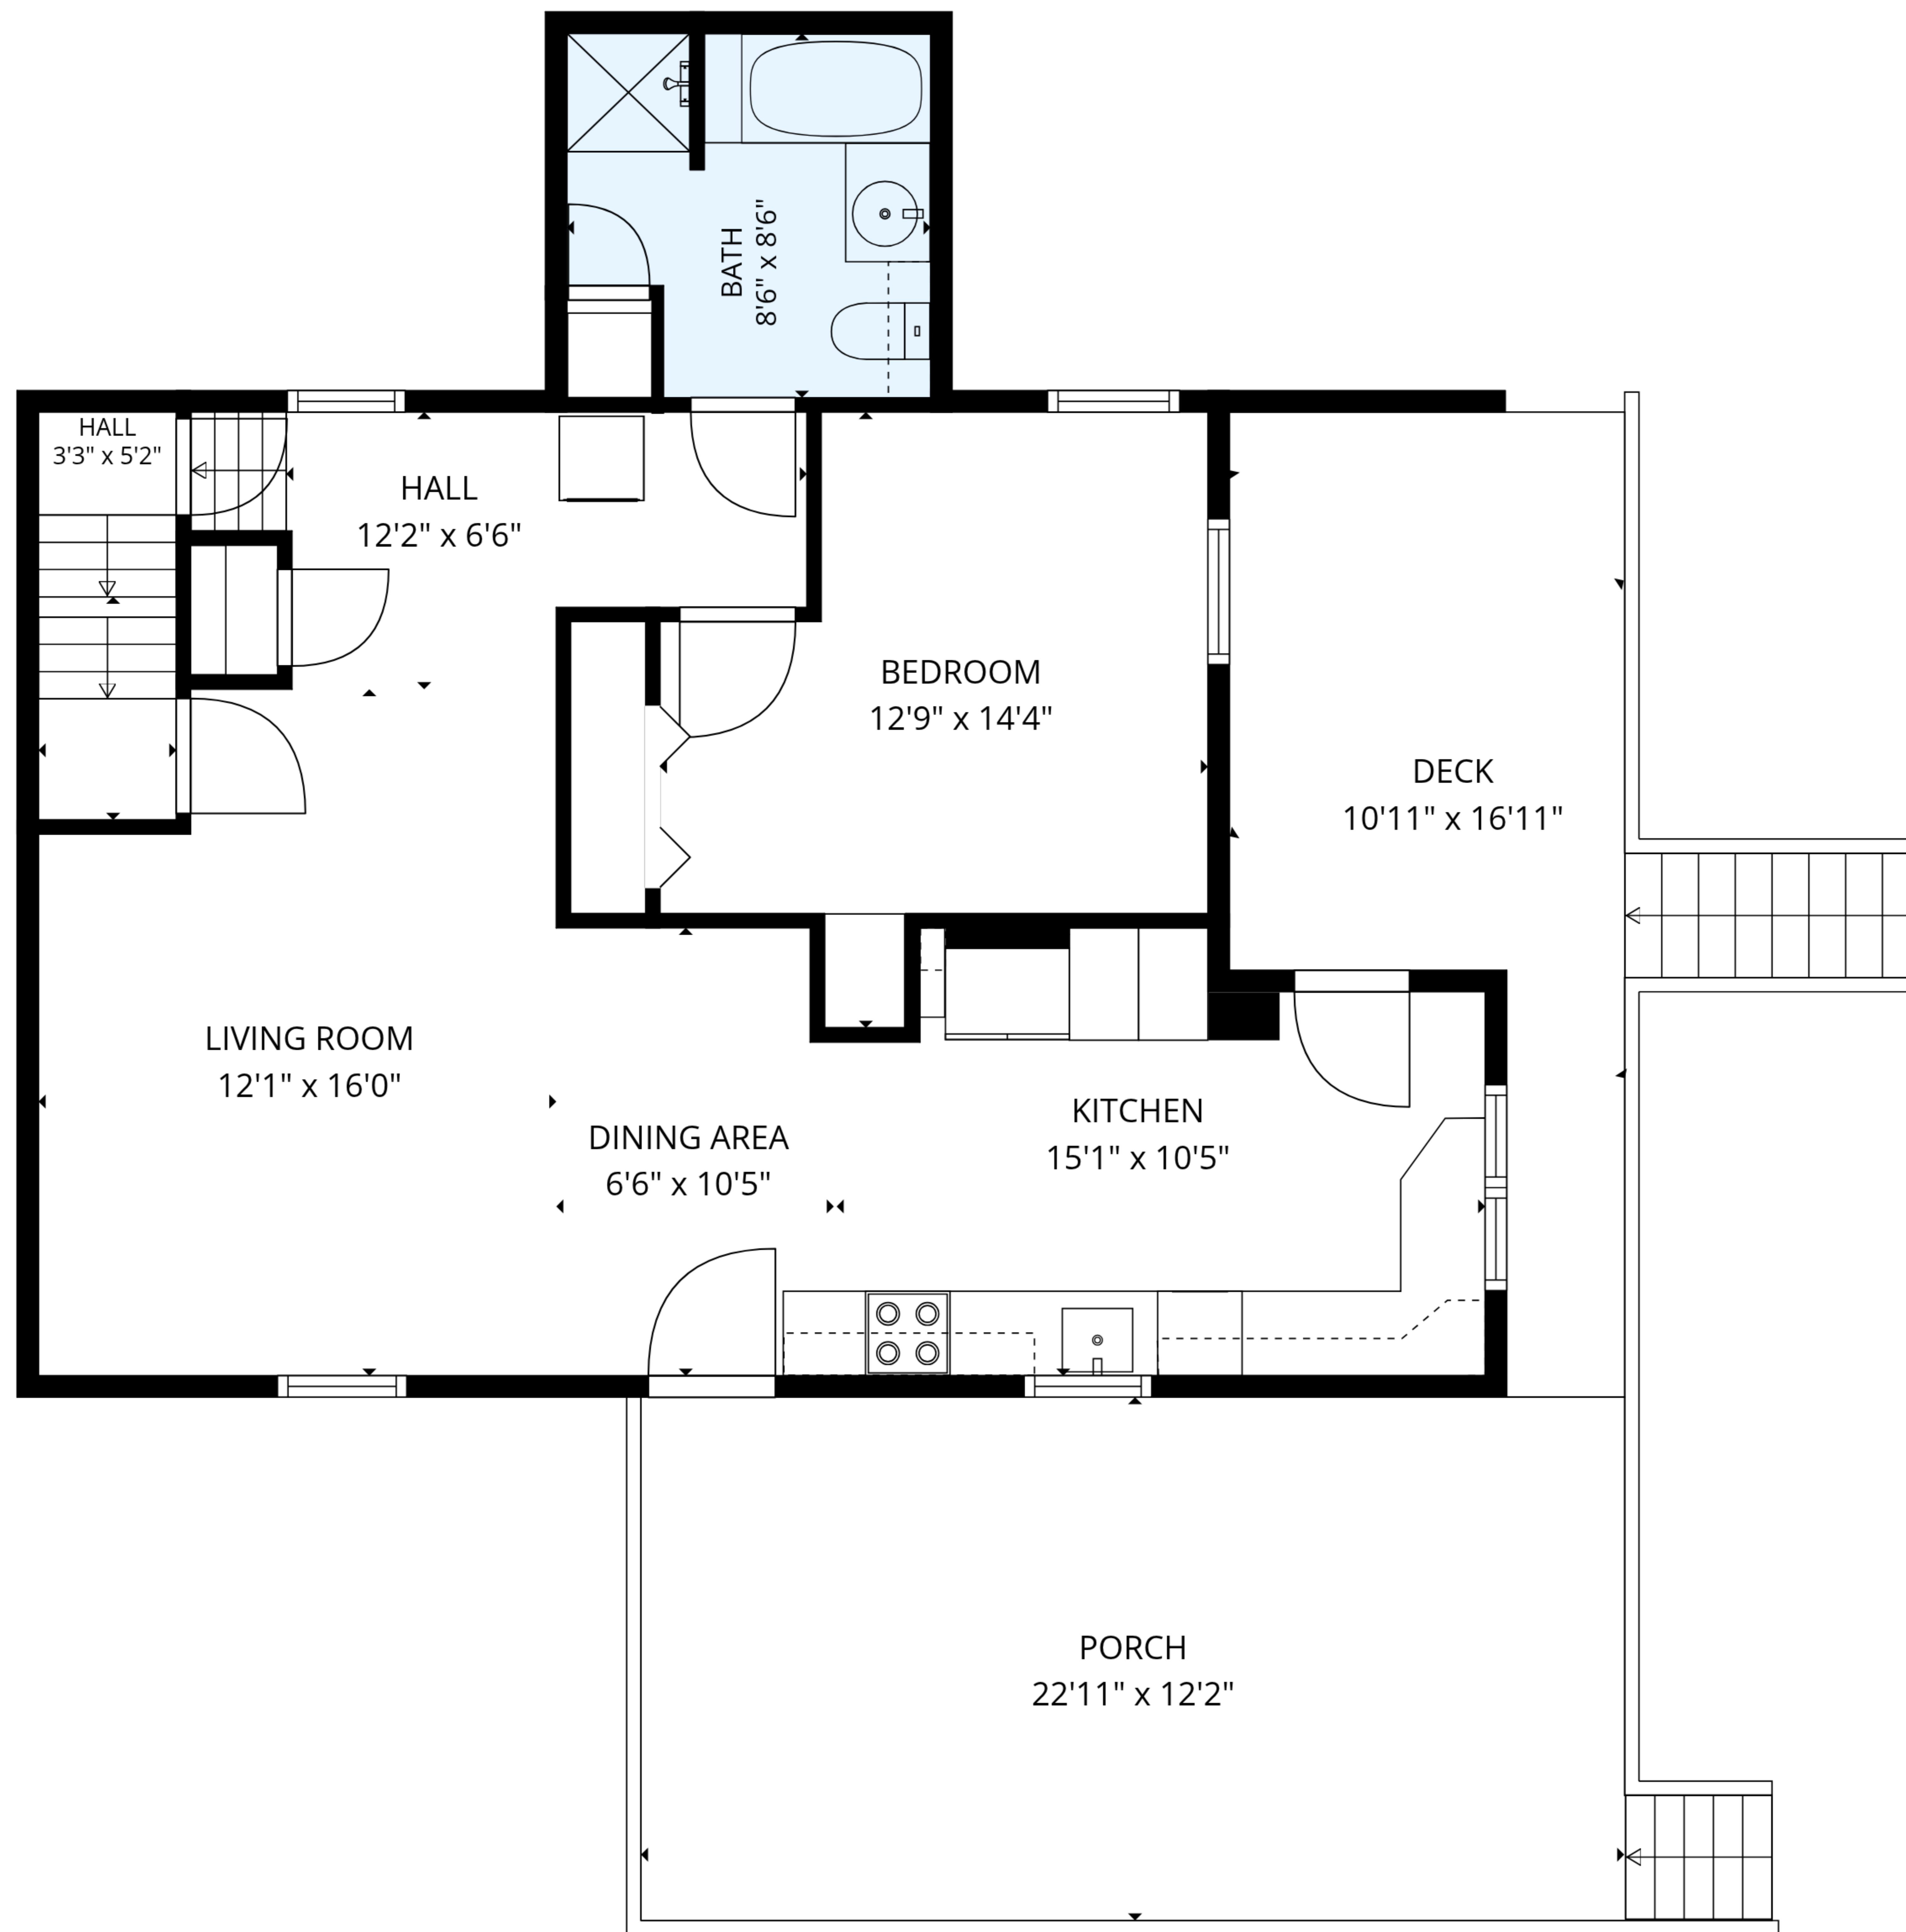 BATH
8'6" x 8'6"
HALL
3'3" x 5'2"
HALL
12'2" x 6'6"
BEDROOM
12'9" x 14'4"
DECK
10'11" x 16'11"
LIVING ROOM
12'1" x 16'0"
DINING AREA
6'6" x 10'5"
KITCHEN
15'1" x 10'5"
PORCH
22'11" x 12'2"